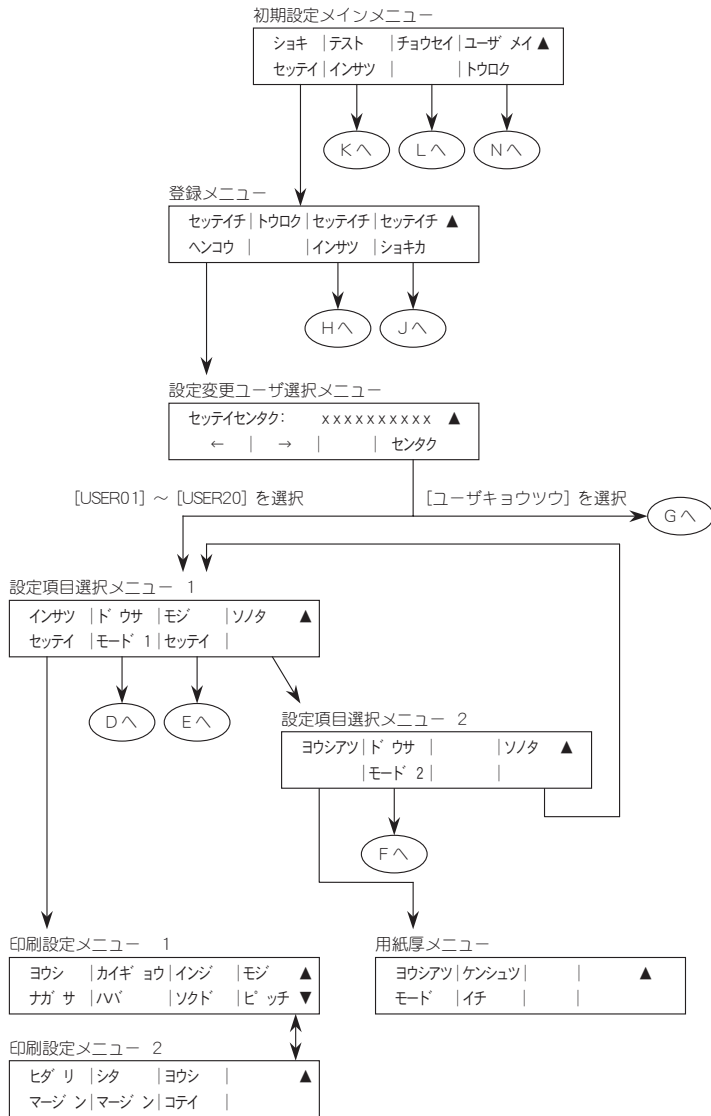 初期設定メインメニュー
ショキ |テスト |チョウセイ|ユーザ メイ ▲
セッテイ|インサツ | |トウロク
Kへ Lへ Nへ
登録メニュー
セッテイチ|トウロク|セッテイチ|セッテイチ ▲
ヘンコウ | |インサツ |ショキカ
Hへ Jへ
設定変更ユーザ選択メニュー
セッテイセンタク: xxxxxxxxxx ▲
← | → | | センタク
[USER01] ～ [USER20] を選択 [ユーザキョウツウ] を選択
Gへ
設定項目選択メニュー 1
インサツ |ド ウサ |モジ |ソノタ ▲
セッテイ |モード 1|セッテイ |
Dへ Eへ
設定項目選択メニュー 2
ヨウシアツ|ド ウサ | |ソノタ ▲
|モード 2| |
Fへ
印刷設定メニュー 1 用紙厚メニュー
ヨウシ |カイギョウ|インジ |モジ ▲
ナガサ |ハバ |ソクド |ピッチ ▼
ヨウシアツ|ケンシュツ| | ▲
モード |イチ | |
印刷設定メニュー 2
ヒダリ |シタ |ヨウシ | ▲
マージン|マージン|コテイ |